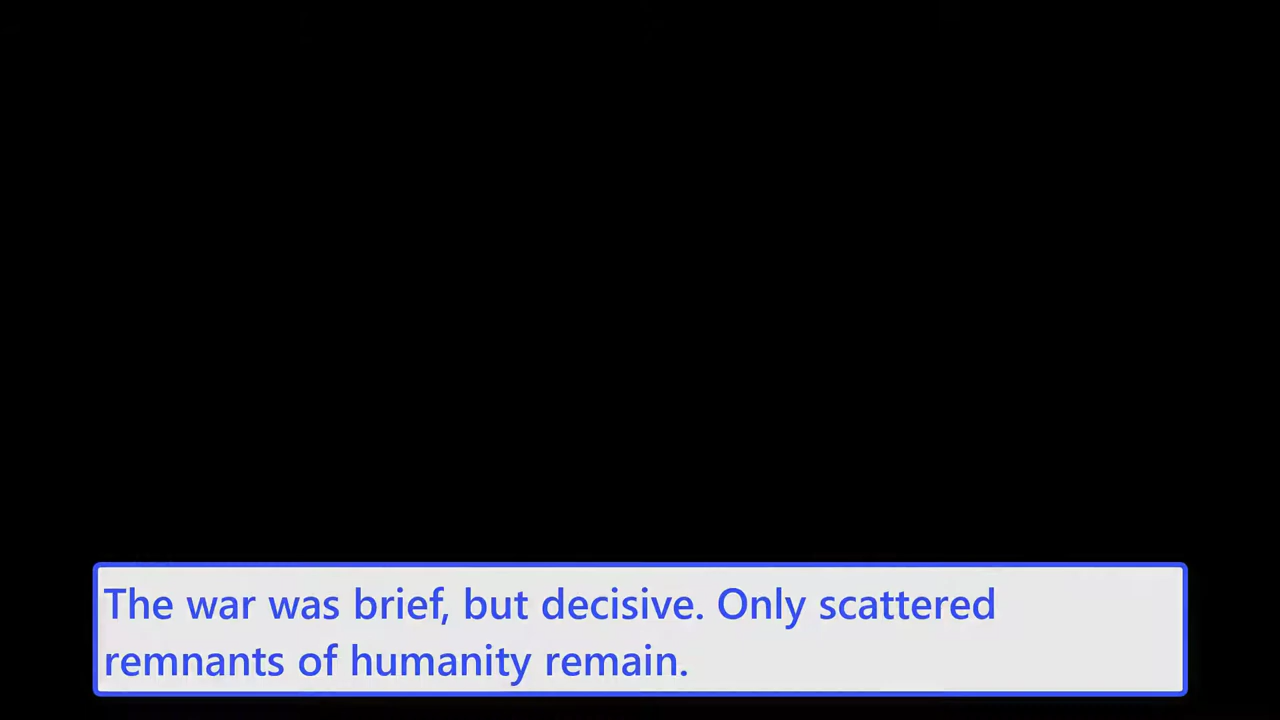 The war was brief, but decisive. Only scattered
remnants of humanity remain.